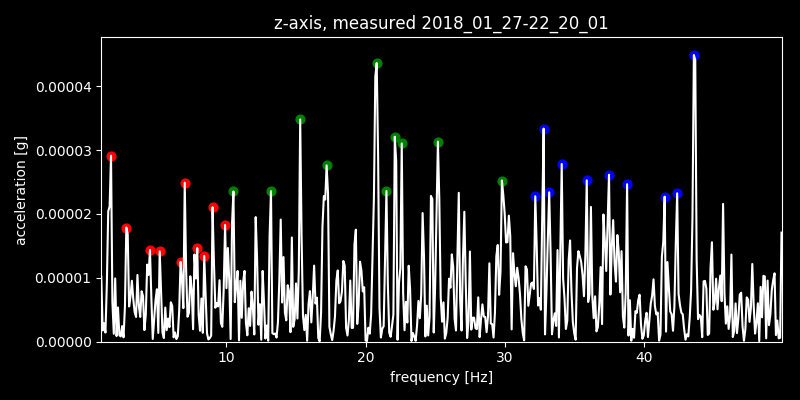 z-axis, measured 2018_01_27-22_20_01
0.00004
0.00003
0.00002
0.00001
0.00000
acceleration [g]
10 20 30 40
frequency [Hz]